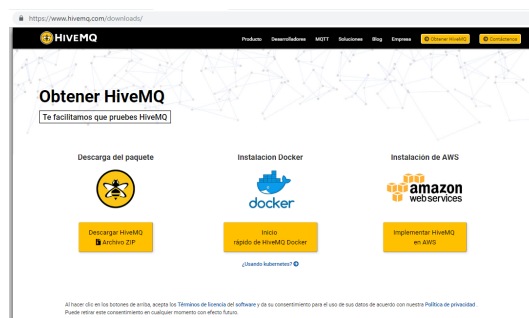 https://www.hivemq.com/downloads/
HIVEMQ
Producto Desarrolladores MQTT Soluciones Blog Empresa Obtener HiveMQ Contáctenos
Obtener HiveMQ
Te facilitamos que pruebes HiveMQ
Descarga del paquete
Instalacion Docker
Instalación de AWS
docker
amazon
webservices
Descargar HiveMQ
Archivo ZIP
Inicio
rápido de HiveMQ Docker
Implementar HiveMQ
en AWS
¿Usando kubernetes?
Al hacer clic en los botones de arriba, acepta los Términos de licencia del software y da su consentimiento para el uso de sus datos de acuerdo con nuestra Política de privacidad.
Puede retirar este consentimiento en cualquier momento con efecto futuro.